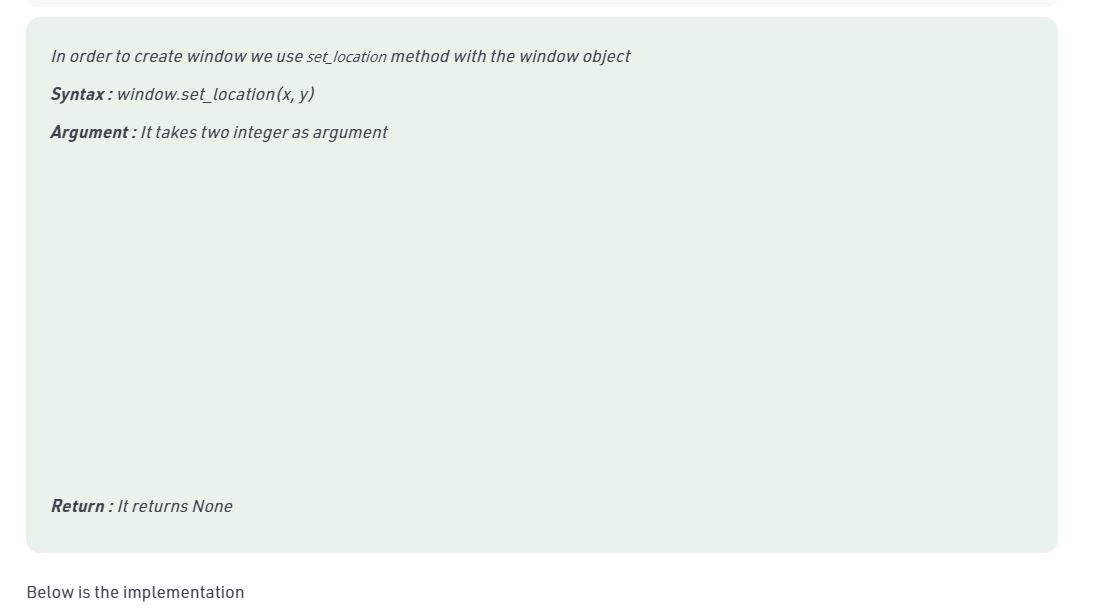 In order to create window we use set_location method with the window object
Syntax : window.set_location(x, y)
Argument : It takes two integer as argument
Return : It returns None
Below is the implementation